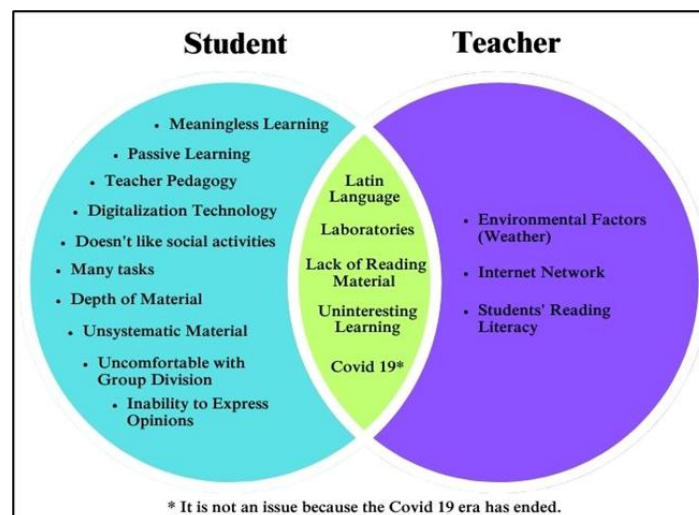 Student
Teacher
• Meaningless Learning
• Passive Learning
• Teacher Pedagogy
• Digitalization Technology
• Doesn't like social activities
• Many tasks
• Depth of Material
• Unsystematic Material
• Uncomfortable with
Group Division
• Inability to Express
Opinions
Latin
Language
Laboratories
Lack of Reading
Material
Uninteresting
Learning
Covid 19*
• Environmental Factors
(Weather)
• Internet Network
• Students' Reading
Literacy
* It is not an issue because the Covid 19 era has ended.